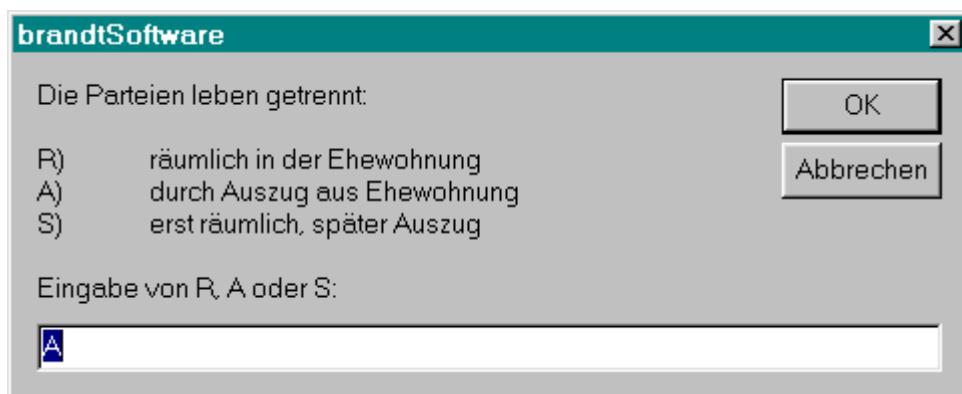 brandtSoftware
Die Parteien leben getrennt:
OK
R) räumlich in der Ehewohnung
Abbrechen
A) durch Auszug aus Ehewohnung
S) erst räumlich, später Auszug
Eingabe von R, A oder S:
A